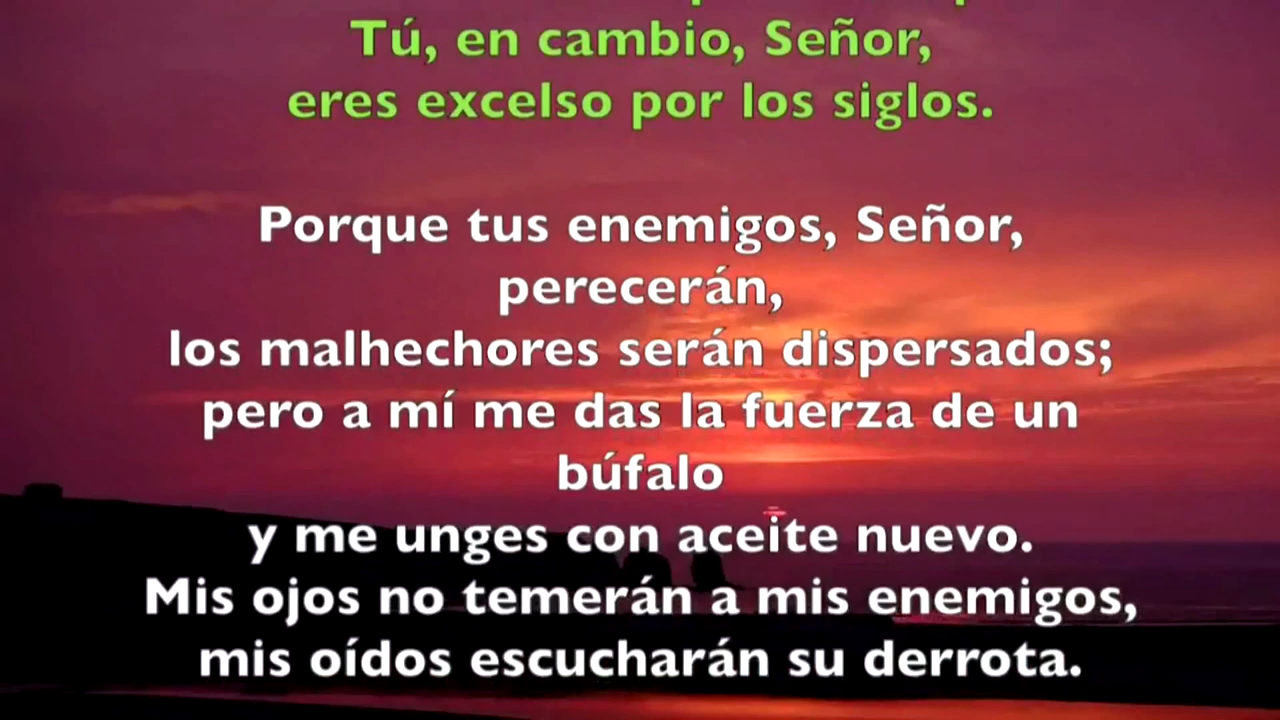 Tú, en cambio, Señor,
eres excelso por los siglos.
Porque tus enemigos, Señor,
perecerán,
los malhechores serán dispersados;
pero a mí me das la fuerza de un
búfalo
y me unges con aceite nuevo.
Mis ojos no temerán a mis enemigos,
mis oídos escucharán su derrota.